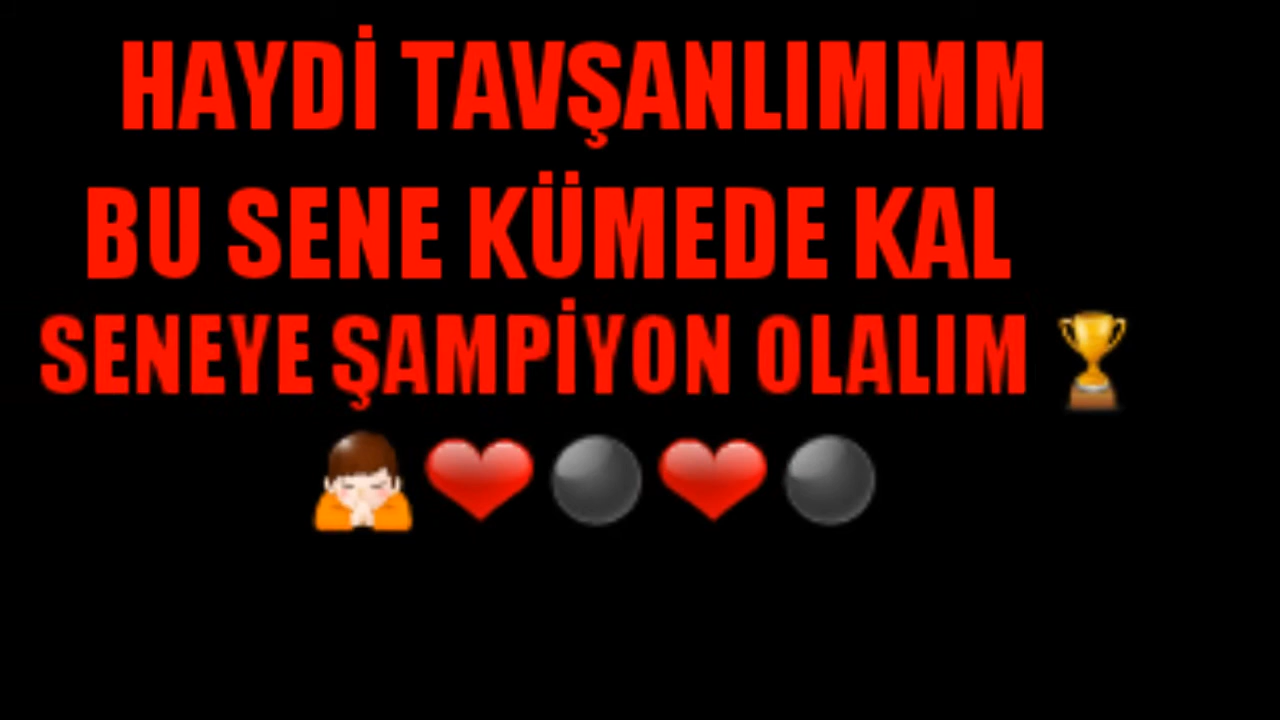 HAYDİ TAVŞANLIMMM
BU SENE KÜMEDE KAL
SENEYE ŞAMPİYON OLALIM 🏆
🙏❤️⚫❤️⚫